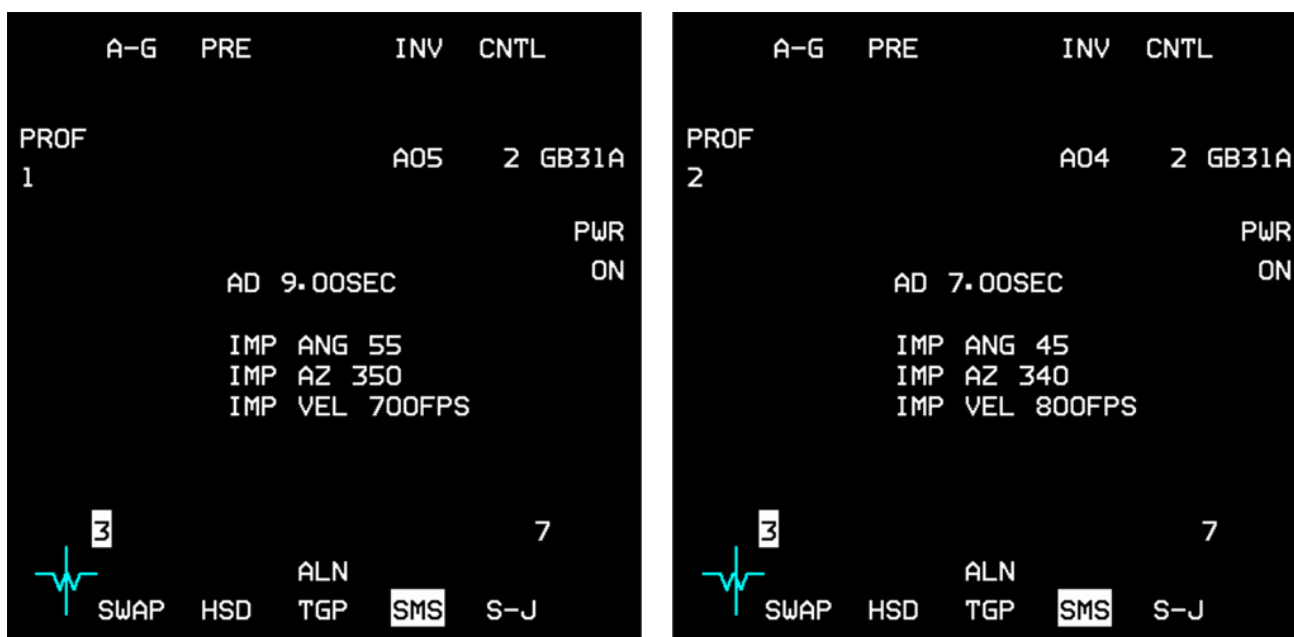 A-G PRE INV CNTL
PROF
A05 2 GB31A
1
PWR
ON
AD 9.00SEC
IMP ANG 55
IMP AZ 350
IMP VEL 700FPS
3 7
ALN
SWAP HSD TGP SMS S-J
A-G PRE INV CNTL
PROF
A04 2 GB31A
2
PWR
ON
AD 7.00SEC
IMP ANG 45
IMP AZ 340
IMP VEL 800FPS
3 7
ALN
SWAP HSD TGP SMS S-J